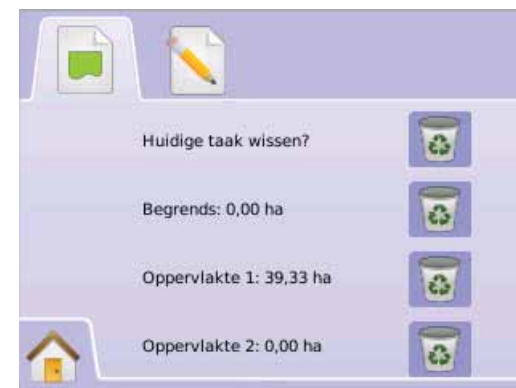 Huidige taak wissen?
Begrends: 0,00 ha
Oppervlakte 1: 39,33 ha
Oppervlakte 2: 0,00 ha